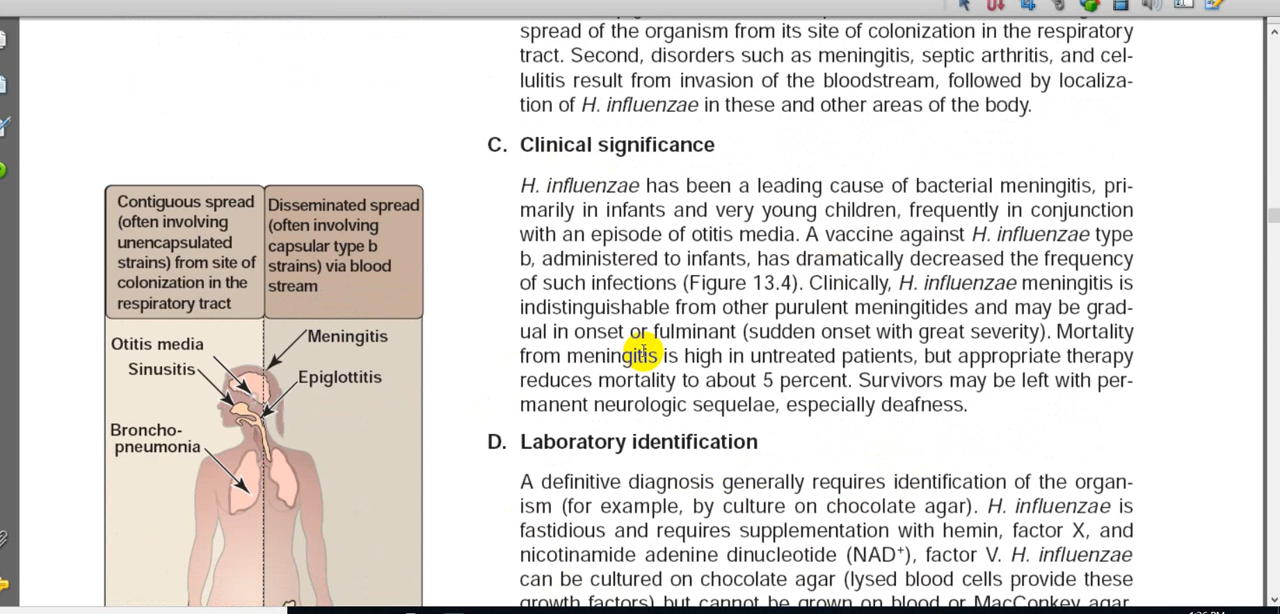 spread of the organism from its site of colonization in the respiratory
tract. Second, disorders such as meningitis, septic arthritis, and cel-
lulitis result from invasion of the bloodstream, followed by localiza-
tion of H. influenzae in these and other areas of the body.
C. Clinical significance
H. influenzae has been a leading cause of bacterial meningitis, pri-
marily in infants and very young children, frequently in conjunction
with an episode of otitis media. A vaccine against H. influenzae type
b, administered to infants, has dramatically decreased the frequency
of such infections (Figure 13.4). Clinically, H. influenzae meningitis is
indistinguishable from other purulent meningitides and may be grad-
ual in onset or fulminant (sudden onset with great severity). Mortality
from meningitis is high in untreated patients, but appropriate therapy
reduces mortality to about 5 percent. Survivors may be left with per-
manent neurologic sequelae, especially deafness.
D. Laboratory identification
A definitive diagnosis generally requires identification of the organ-
ism (for example, by culture on chocolate agar). H. influenzae is
fastidious and requires supplementation with hemin, factor X, and
nicotinamide adenine dinucleotide (NAD+), factor V. H. influenzae
can be cultured on chocolate agar (lysed blood cells provide these
growth factors) but cannot be grown on blood or MacConkey agar.
Contiguous spread
(often involving
unencapsulated
strains) from site of
colonization in the
respiratory tract
Disseminated spread
(often involving
capsular type b
strains) via blood
stream
Otitis media
Sinusitis
Broncho-
pneumonia
Meningitis
Epiglottitis